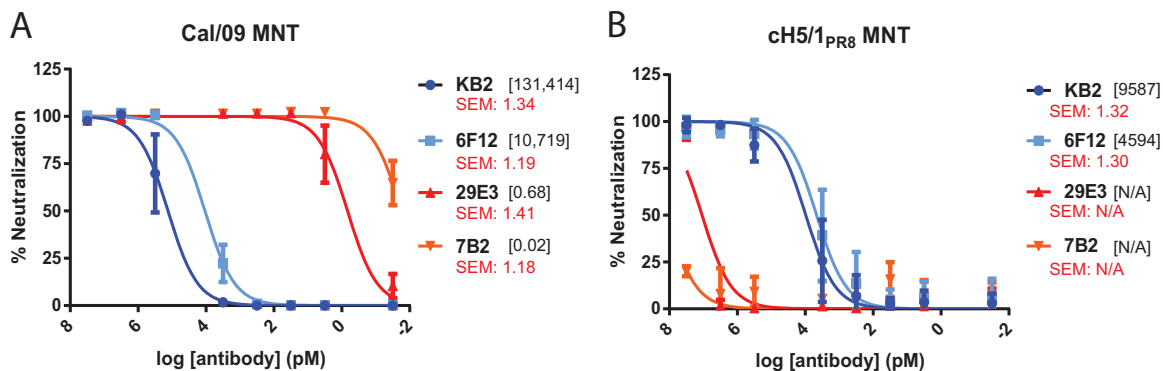 A
Cal/09 MNT
% Neutralization
125
100
75
50
25
0
8
6
4
2
0
-2
log [antibody] (pM)
KB2 [131,414]
SEM: 1.34
6F12 [10,719]
SEM: 1.19
29E3 [0.68]
SEM: 1.41
7B2 [0.02]
SEM: 1.18
B
cH5/1PR8 MNT
% Neutralization
125
100
75
50
25
0
8
6
4
2
0
-2
log [antibody] (pM)
KB2 [9587]
SEM: 1.32
6F12 [4594]
SEM: 1.30
29E3 [N/A]
SEM: N/A
7B2 [N/A]
SEM: N/A